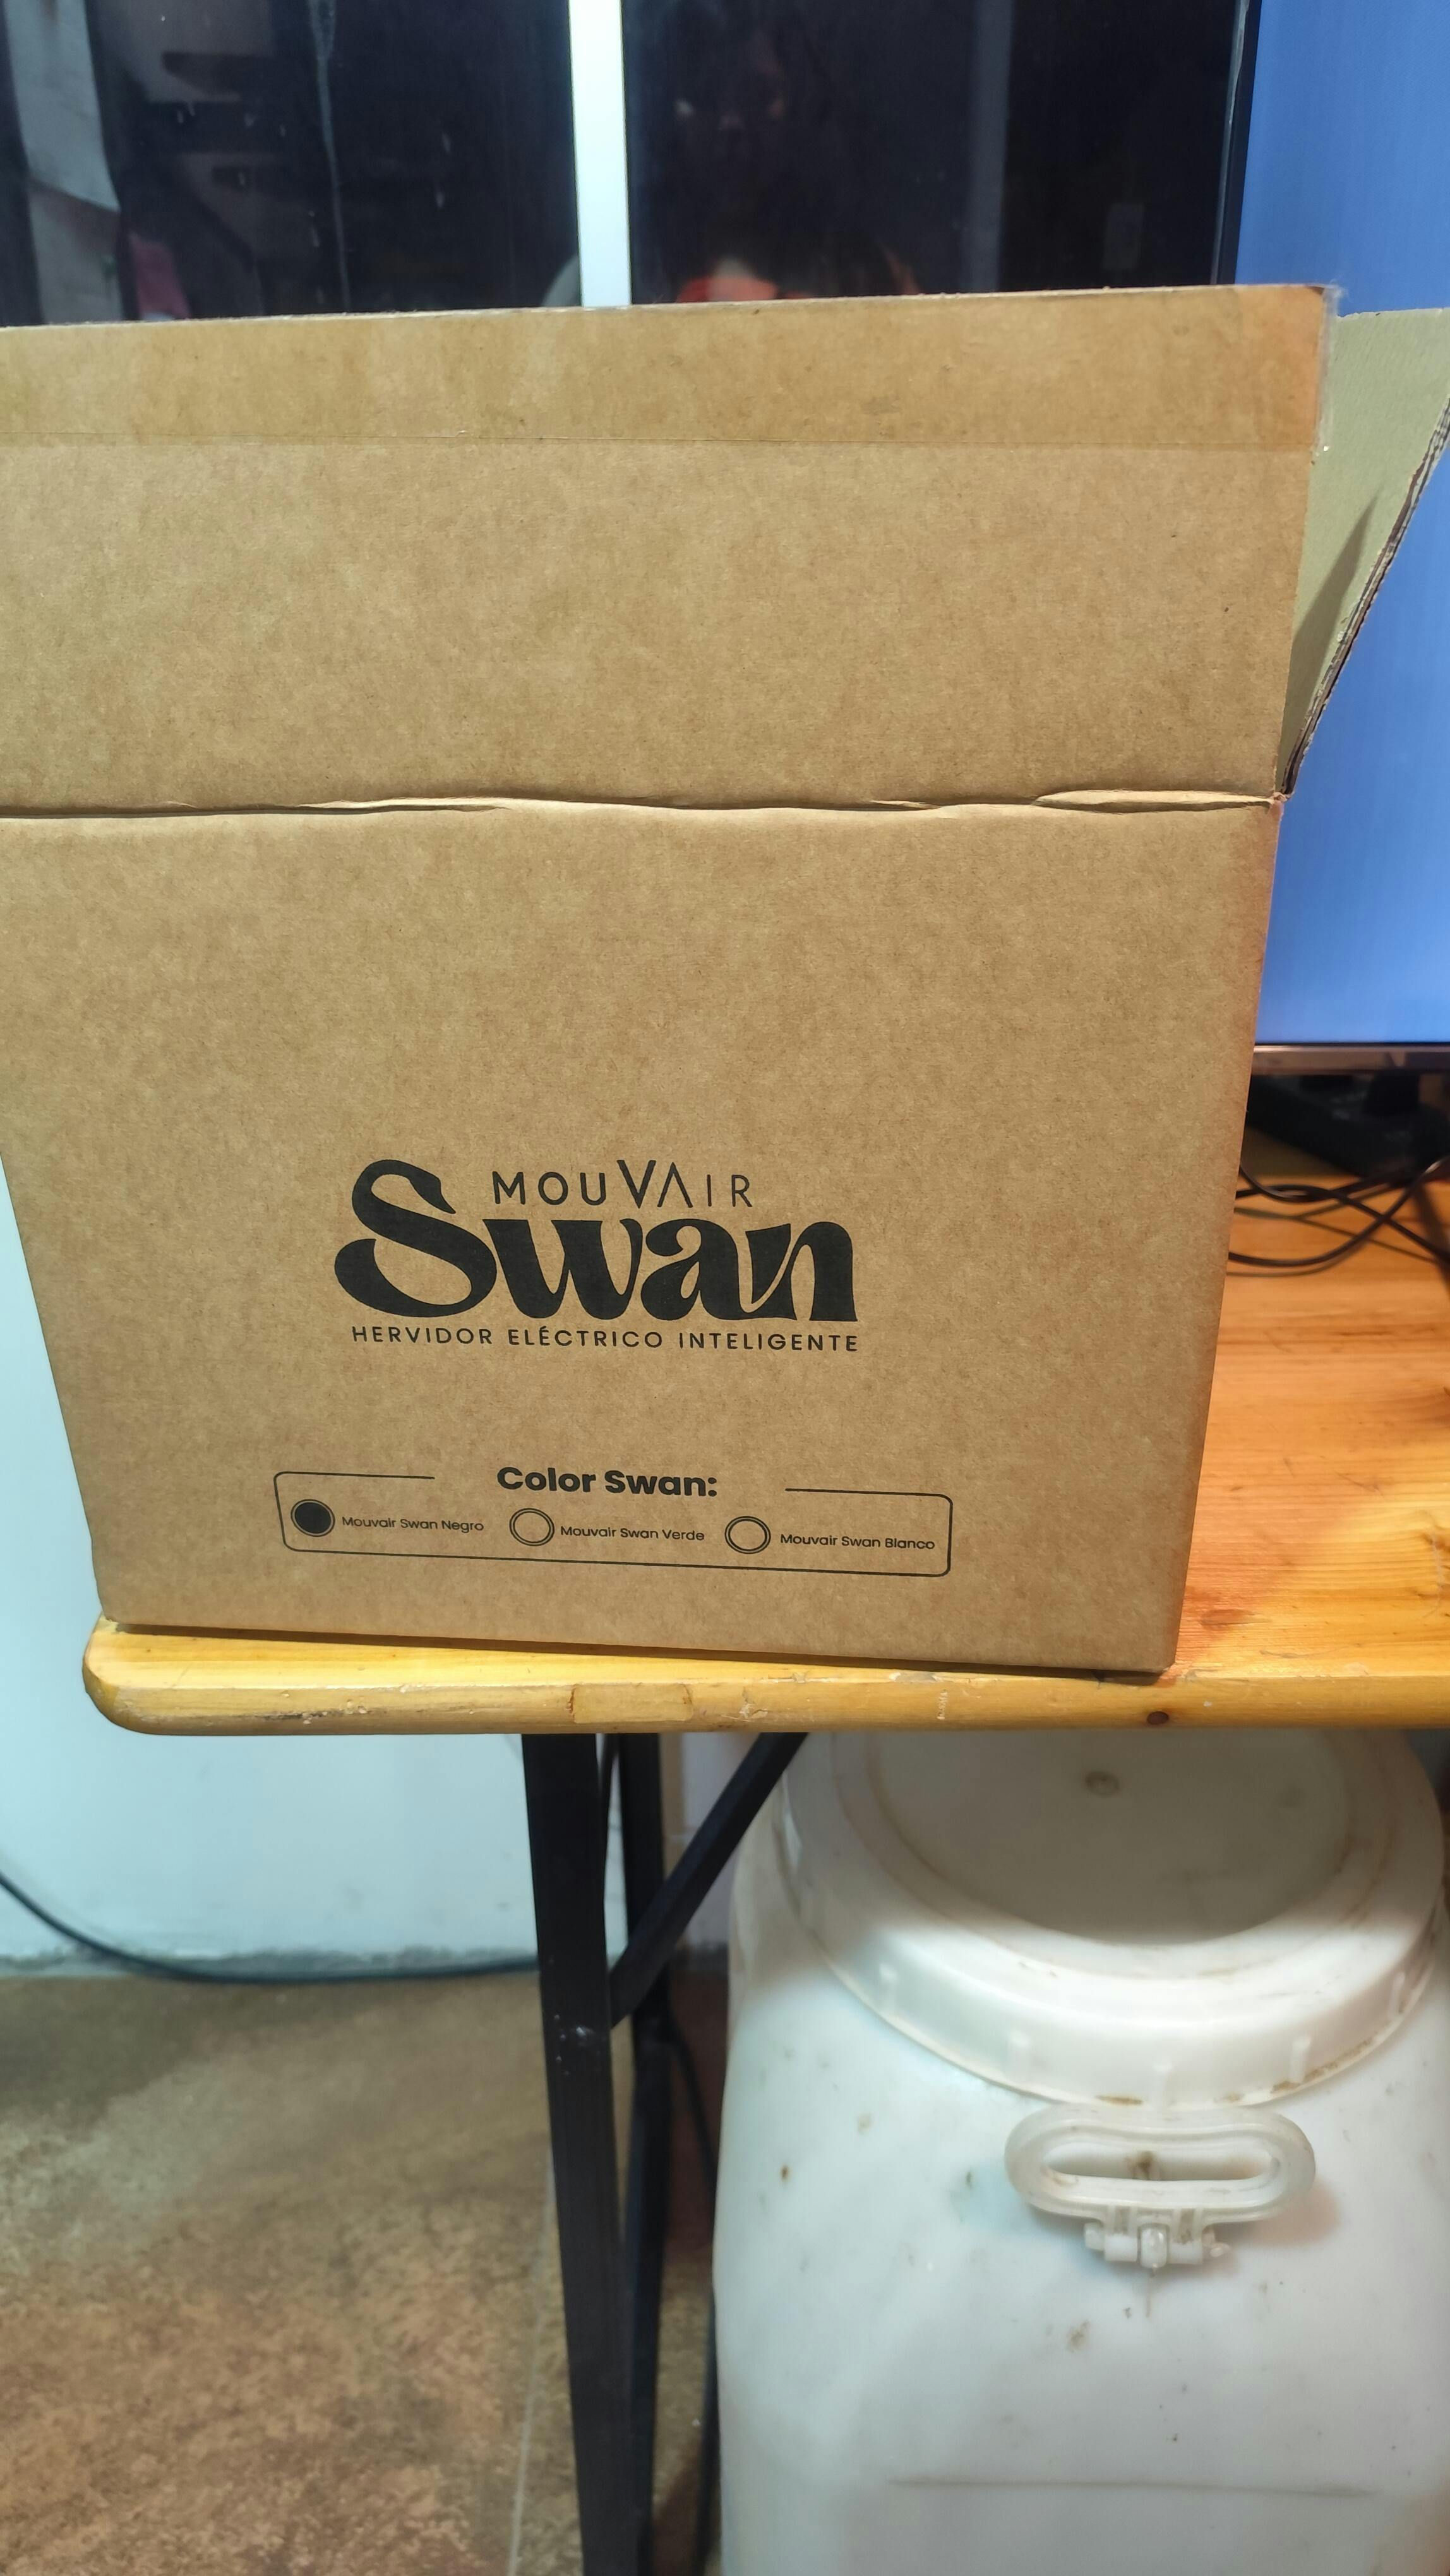 MOUVAIR
Swan
HERVIDOR ELÉCTRICO INTELIGENTE
Color Swan:
Mouvair Swan Negro Mouvair Swan Verde Mouvair Swan Blanco